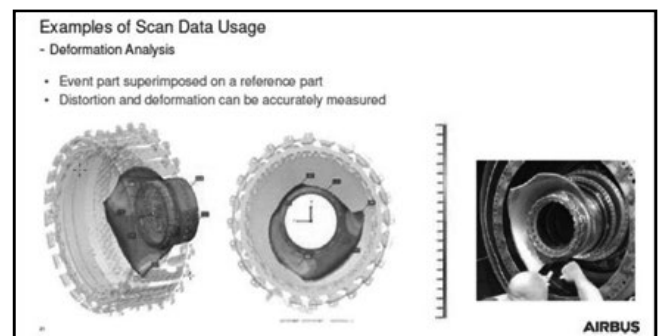 Examples of Scan Data Usage
- Deformation Analysis
• Event part superimposed on a reference part
• Distortion and deformation can be accurately measured
AIRBUS